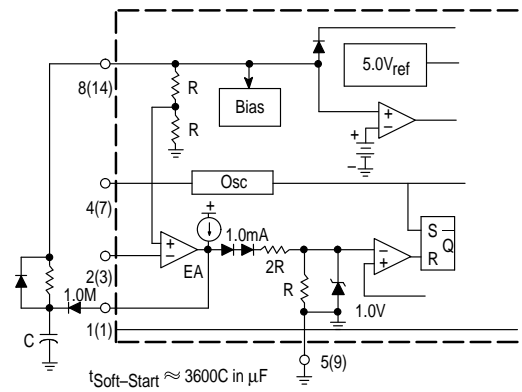 5.0Vref
8(14)
R
Bias
R
+
−
+
−
Osc
4(7)
+
1.0mA
S
Q
R
2(3)
+
−
EA
2R
−
+
R
1.0V
1.0M
1(1)
C
5(9)
tSoft–Start ≈ 3600C in μF